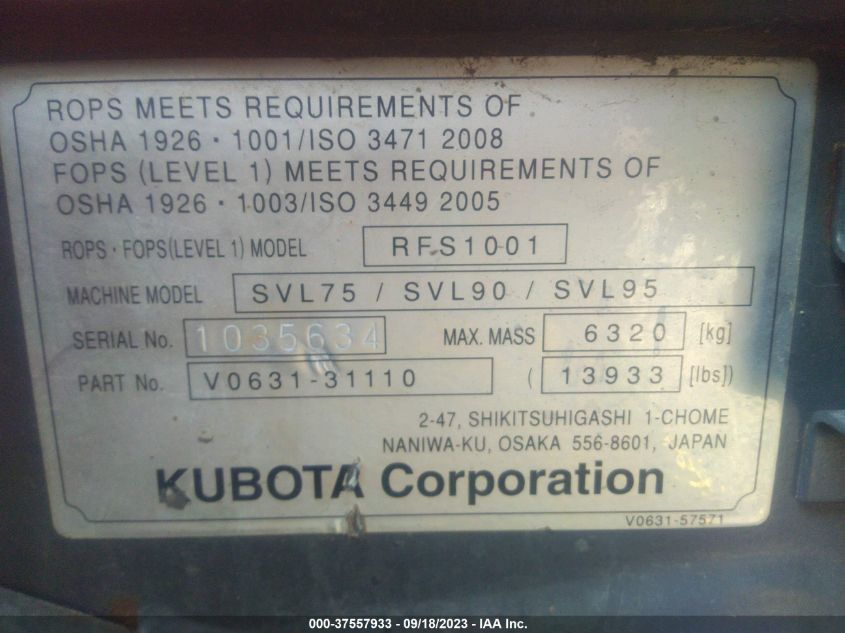 ROPS MEETS REQUIREMENTS OF
OSHA 1926・1001/ISO 3471 2008
FOPS (LEVEL 1) MEETS REQUIREMENTS OF
OSHA 1926・1003/ISO 3449 2005
ROPS・FOPS(LEVEL 1) MODEL RFS1001
MACHINE MODEL SVL75 / SVL90 / SVL95
SERIAL No. 1035634 MAX. MASS 6320 [kg]
PART No. V0631-31110 ( 13933 [lbs])
2-47, SHIKITSUHIGASHI 1-CHOME
NANIWA-KU, OSAKA 556-8601, JAPAN
KUBOTA Corporation
V0631-57571
000-37557933 - 09/18/2023 - IAA Inc.